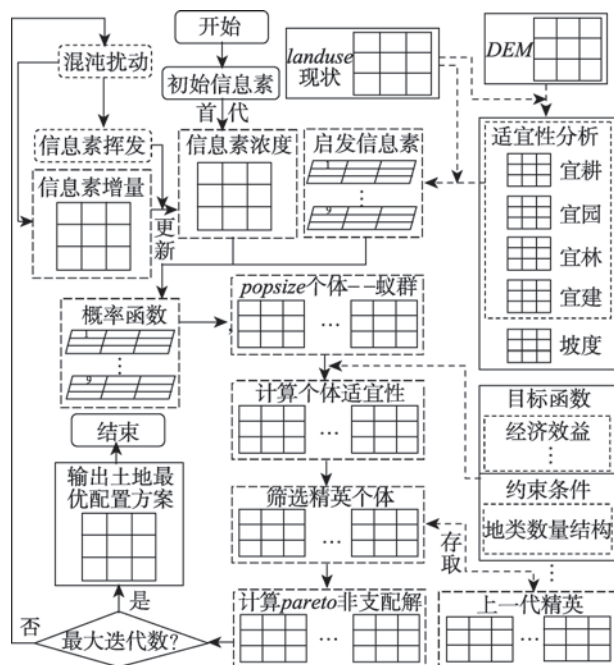 开始
混沌扰动
landuse
现状
DEM
初始信息素
首 代
信息素挥发
信息素浓度
启发信息素
适宜性分析
信息素增量
1
⋮
9
宜耕
宜园
宜林
宜建
坡度
更新
popsize个体--蚁群
… …
概率函数
1
⋮
9
计算个体适宜性
… …
目标函数
经济效益
⋮
约束条件
地类数量结构
⋮
结束
输出土地最
优配置方案
筛选精英个体
… …
存取
是
否
最大迭代数?
计算pareto非支配解
… …
上一代精英
… …